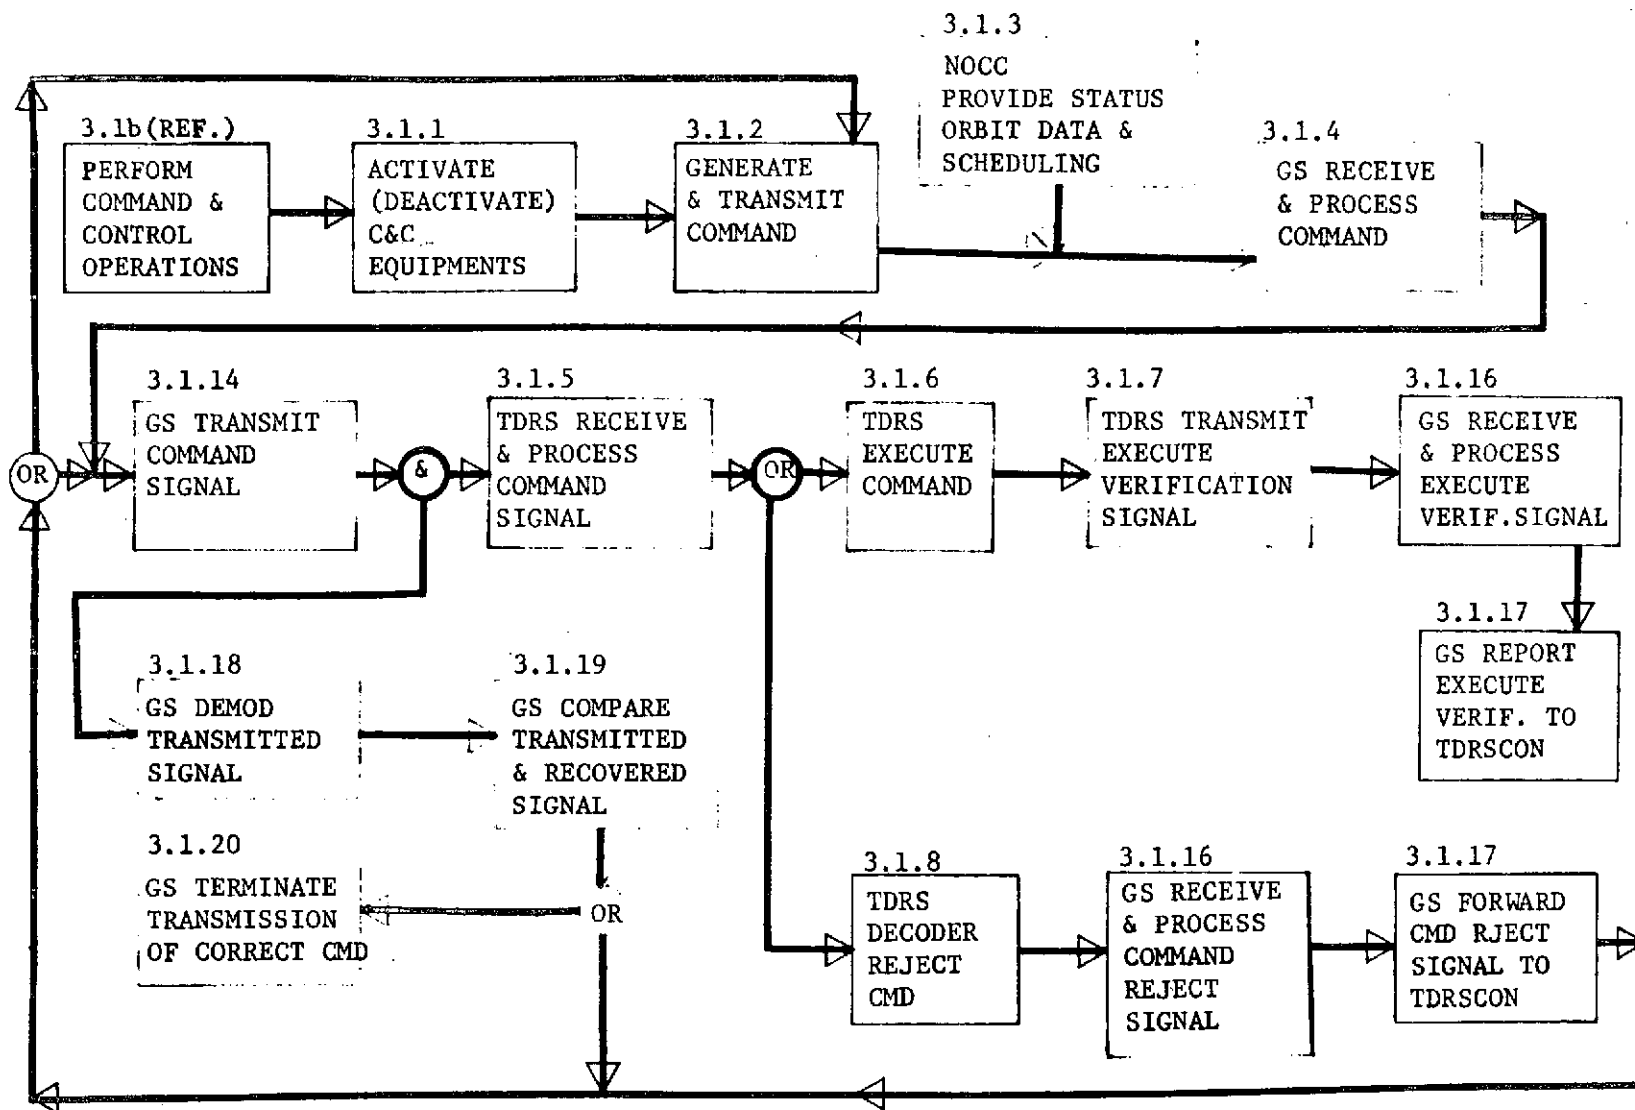 3.1.3
NOCC
PROVIDE STATUS
ORBIT DATA &
SCHEDULING
3.1b(REF.)
PERFORM
COMMAND &
CONTROL
OPERATIONS
3.1.1
ACTIVATE
(DEACTIVATE)
C&C
EQUIPMENTS
3.1.2
GENERATE
& TRANSMIT
COMMAND
3.1.4
GS RECEIVE
& PROCESS
COMMAND
OR
3.1.14
GS TRANSMIT
COMMAND
SIGNAL
&
3.1.5
TDRS RECEIVE
& PROCESS
COMMAND
SIGNAL
OR
3.1.6
TDRS
EXECUTE
COMMAND
3.1.7
TDRS TRANSMIT
EXECUTE
VERIFICATION
SIGNAL
3.1.16
GS RECEIVE
& PROCESS
EXECUTE
VERIF.SIGNAL
3.1.17
GS REPORT
EXECUTE
VERIF. TO
TDRSCON
3.1.18
GS DEMOD
TRANSMITTED
SIGNAL
3.1.19
GS COMPARE
TRANSMITTED
& RECOVERED
SIGNAL
3.1.20
GS TERMINATE
TRANSMISSION
OF CORRECT CMD
OR
3.1.8
TDRS
DECODER
REJECT
CMD
3.1.16
GS RECEIVE
& PROCESS
COMMAND
REJECT
SIGNAL
3.1.17
GS FORWARD
CMD RJECT
SIGNAL TO
TDRSCON